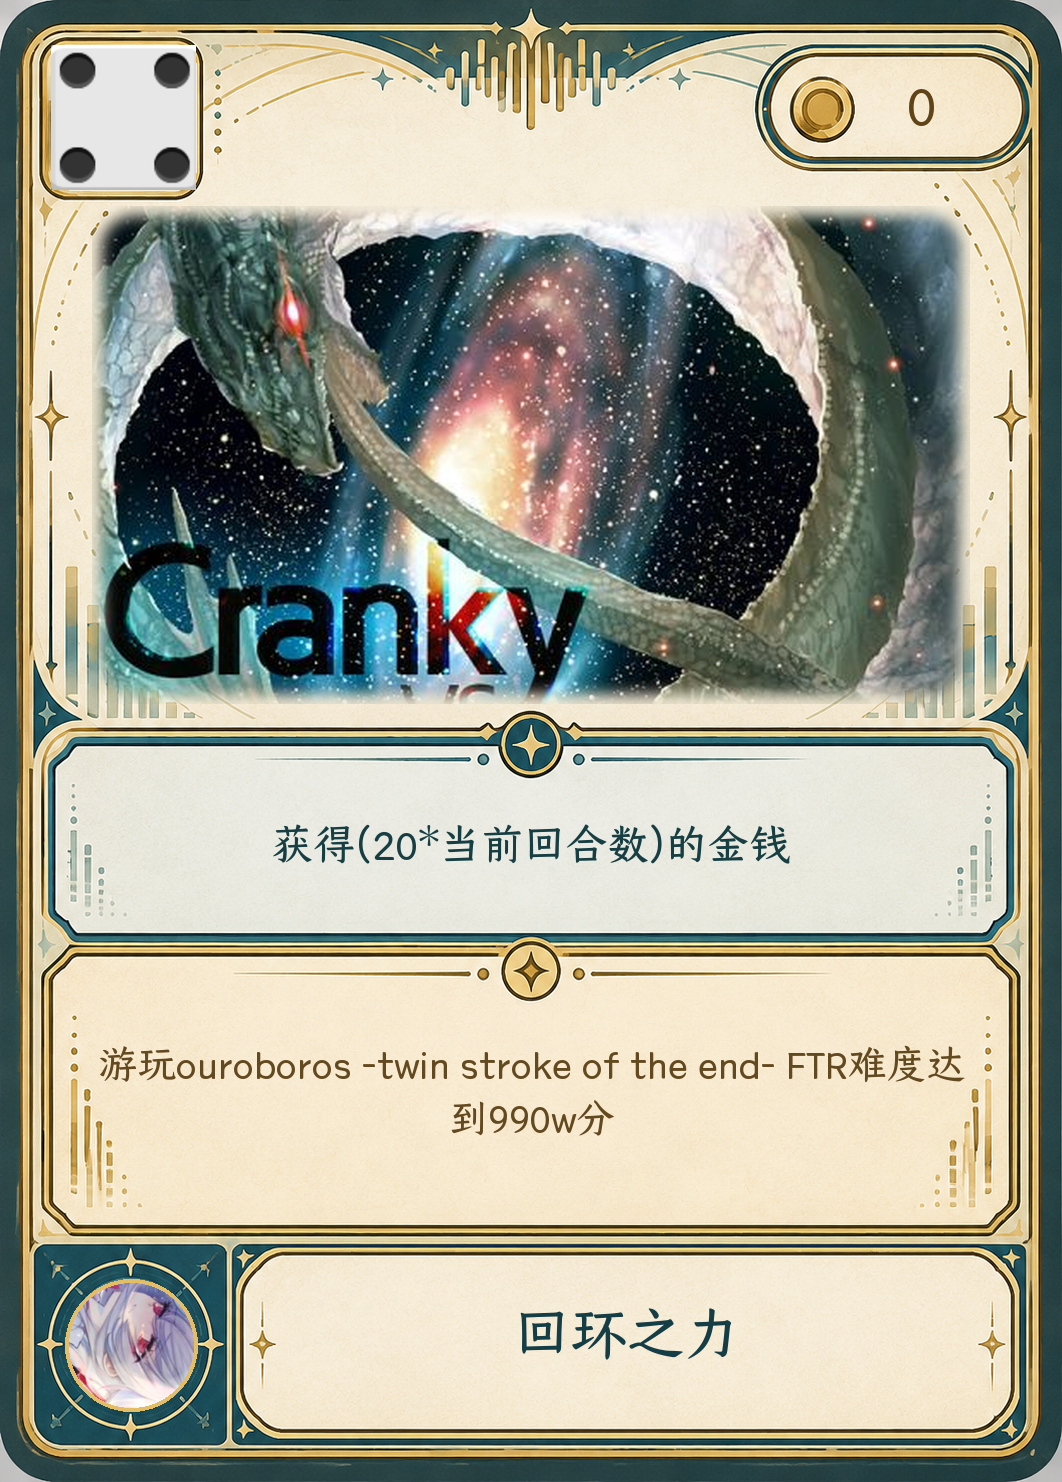 0
Cranky
vs
获得(20*当前回合数)的金钱
游玩ouroboros -twin stroke of the end- FTR难度达
到990w分
回环之力